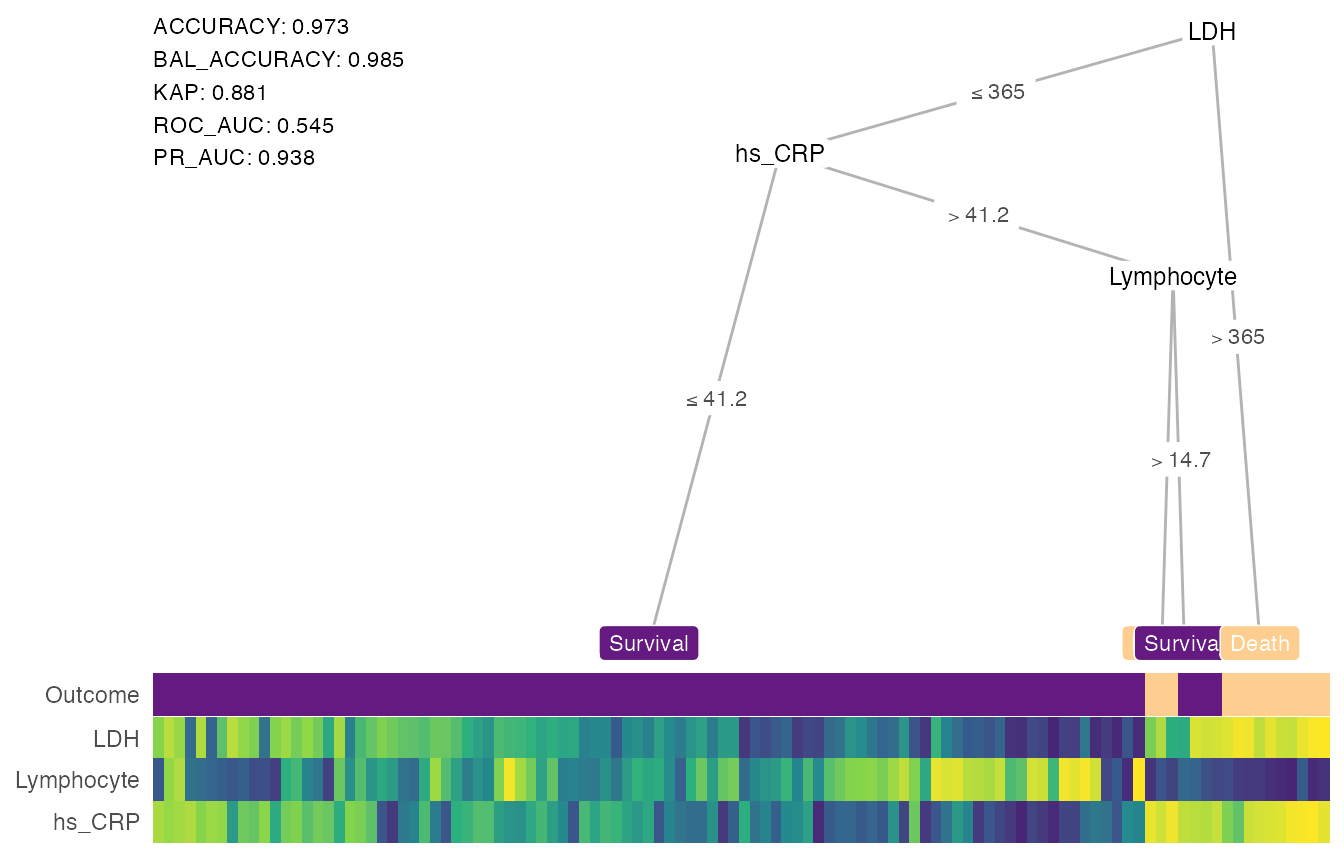 ACCURACY: 0.973
BAL_ACCURACY: 0.985
KAP: 0.881
ROC_AUC: 0.545
PR_AUC: 0.938
LDH
≤ 365
hs_CRP
> 41.2
Lymphocyte
> 365
≤ 41.2
> 14.7
Survival
Surviva
Death
Outcome
LDH
Lymphocyte
hs_CRP